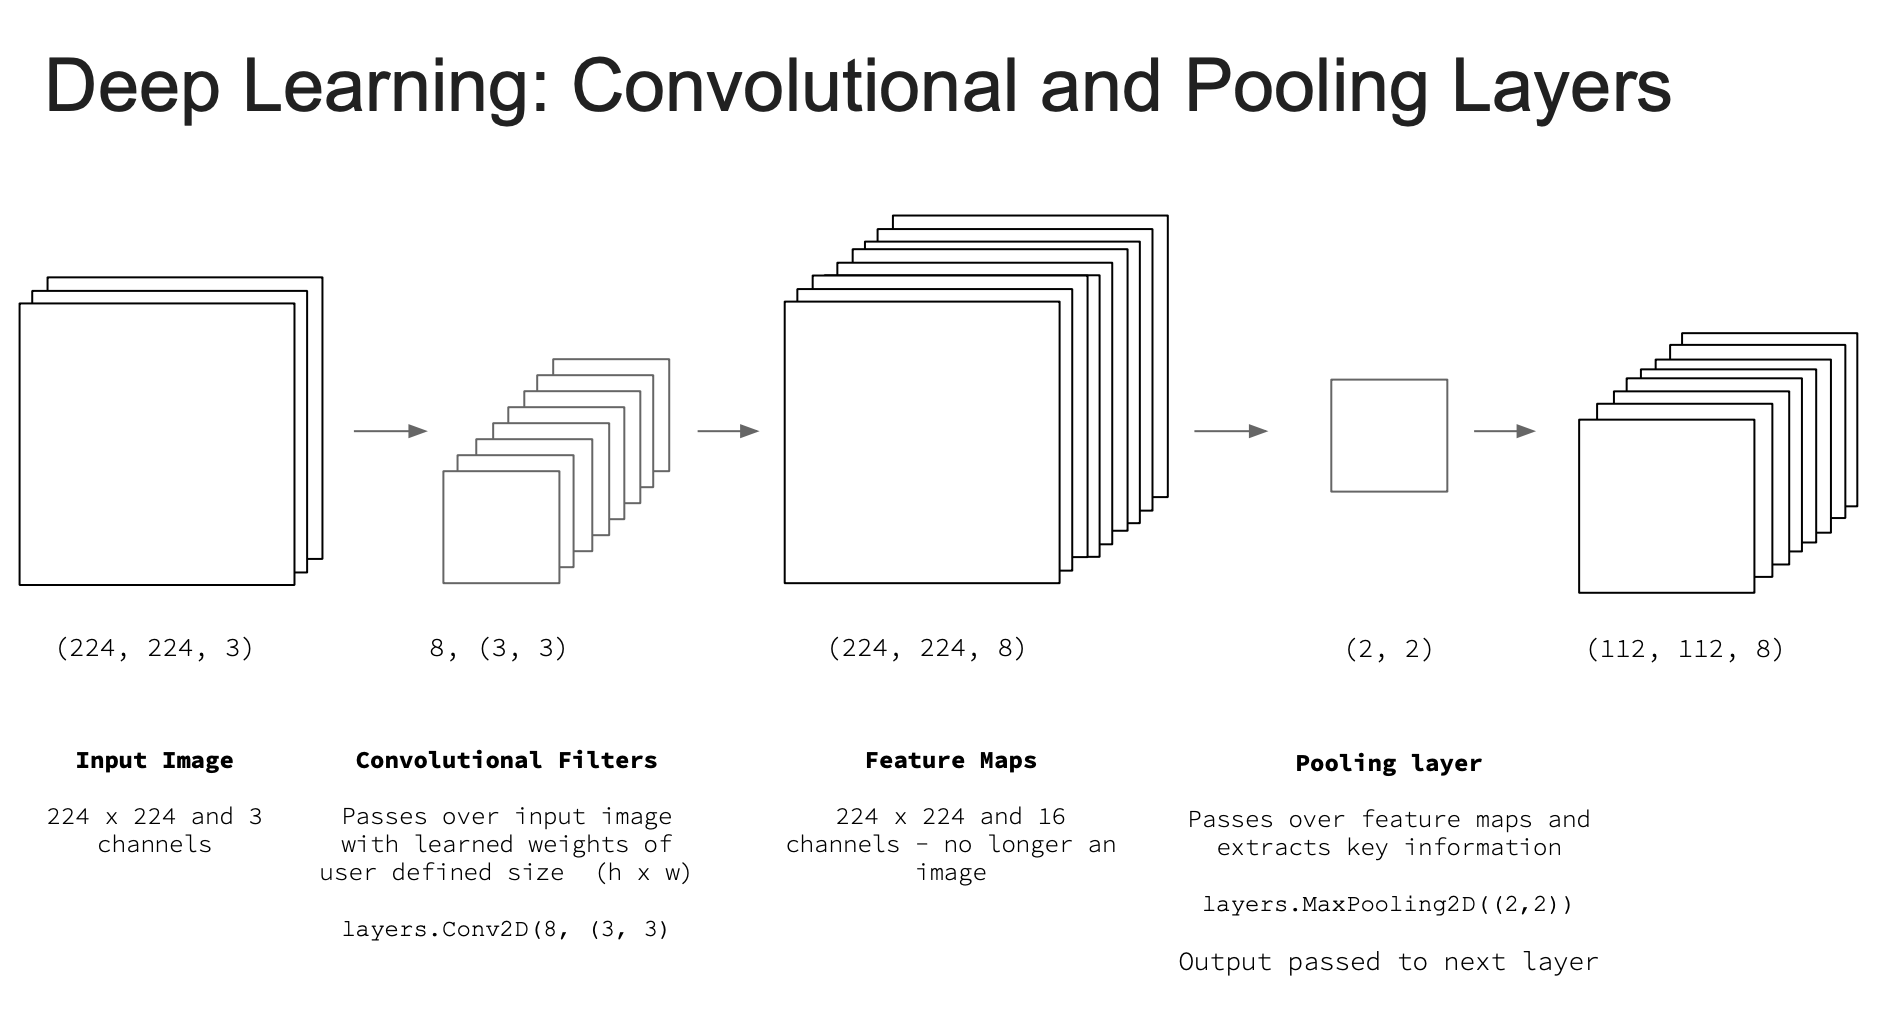 Deep Learning: Convolutional and Pooling Layers
(224, 224, 3)
8, (3, 3)
(224, 224, 8)
(2, 2)
(112, 112, 8)
Input Image
224 x 224 and 3
channels
Convolutional Filters
Passes over input image
with learned weights of
user defined size (h x w)
layers.Conv2D(8, (3, 3)
Feature Maps
224 x 224 and 16
channels – no longer an
image
Pooling layer
Passes over feature maps and
extracts key information
layers.MaxPooling2D((2,2))
Output passed to next layer